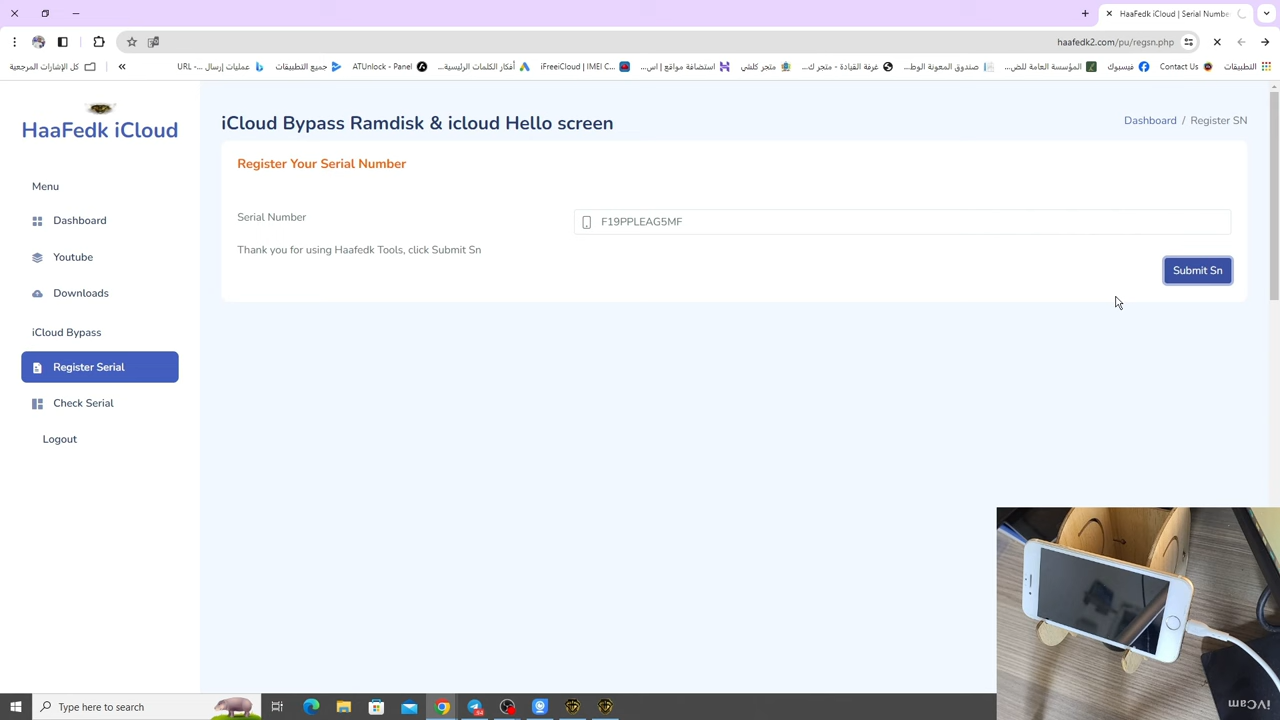 HaaFedk iCloud | Serial Numbe
haafedk2.com/pu/regsn.php
التطبيقات
Contact Us
فيسبوك
المؤسسة العامة للض...
صندوق المعونة الوط...
غرفة القيادة - متجر ك...
متجر كلشي
استضافة مواقع | اس...
iFreeiCloud | IMEI C...
أفكار الكلمات الرئيسية...
ATUnlock - Panel
جميع التطبيقات
عمليات إرسال URL -...
»
كل الإشارات المرجعية
HaaFedk iCloud
Menu
Dashboard
Youtube
Downloads
iCloud Bypass
Register Serial
Check Serial
Logout
iCloud Bypass Ramdisk & icloud Hello screen
Dashboard / Register SN
Register Your Serial Number
Serial Number
F19PPLEAG5MF
Thank you for using Haafedk Tools, click Submit Sn
Submit Sn
iVCam
Type here to search